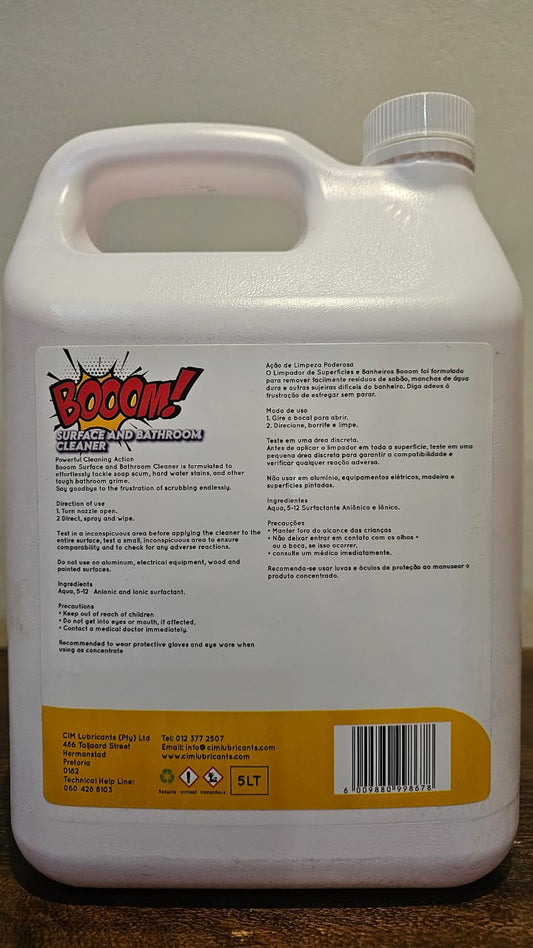 BOOOM!
SURFACE AND BATHROOM
CLEANER
Powerful Cleaning Action
Booom Surface and Bathroom Cleaner is formulated to
effortlessly tackle soap scum, hard water stains, and other
tough bathroom grime.
Say goodbye to the frustration of scrubbing endlessly.
Direction of use
1. Turn nozzle open.
2 Direct, spray and wipe.
Test in a inconspicuous area before applying the cleaner to the
entire surface, test a small, inconspicuous area to ensure
comparability and to check for any adverse reactions.
Do not use on aluminum, electrical equipment, wood and
painted surfaces.
Ingredients
Aqua, 5-12 Anionic and Ionic surfactant.
Precautions
• Keep out of reach of children
• Do not get into eyes or mouth, if affected,
• Contact a medical doctor immediately.
Recommended to wear protective gloves and eye ware when
using as concentrate
Ação de Limpeza Poderosa
O Limpador de Superfícies e Banheiros Booom foi formulado
para remover facilmente resíduos de sabão, manchas de água
dura e outras sujeiras difíceis do banheiro. Diga adeus à
frustração de esfregar sem parar.
Modo de uso
1. Gire o bocal para abrir.
2. Direcione, borrife e limpe.
Teste em uma área discreta.
Antes de aplicar o limpador em toda a superfície, teste em uma
pequena área discreta para garantir a compatibilidade e
verificar qualquer reação adversa.
Não usar em alumínio, equipamentos elétricos, madeira e
superfícies pintadas.
Ingredientes
Aqua, 5-12 Surfactante Aniônico e Iônico.
Precauções
• Manter fora do alcance das crianças
• Não deixar entrar em contato com os olhos •
ou a boca, se isso ocorrer,
• consulte um médico imediatamente.
Recomenda-se usar luvas e óculos de proteção ao manusear o
produto concentrado.
CIM Lubricants (Pty) Ltd
486 Taljaard Street
Hermanstad
Pretoria
0182
Technical Help Line:
060 428 8103
Tel: 012 377 2507
Email: info@cimlubricants.com
www.cimlubricants.com
Recycle Irritant Hazardous
5LT
6 009880 998678